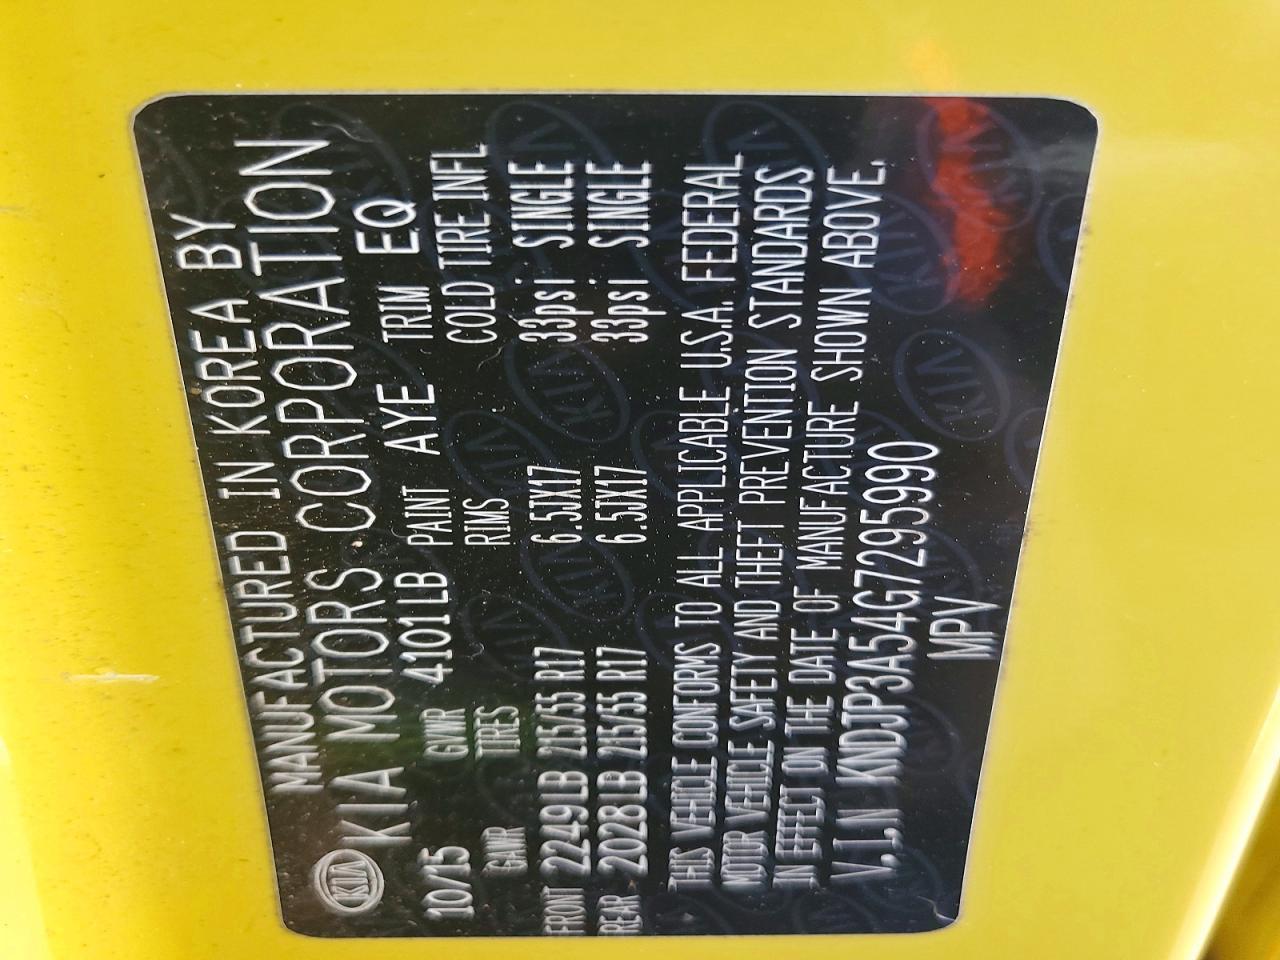 MANUFACTURED IN KOREA BY
KIA KIA MOTORS CORPORATION
10/15 GVWR 4101LB PAINT AYE TRIM EQ
GAWR TIRES RIMS COLD TIRE INFL
FRONT 2249LB 215/55 R17 6.5JX17 33psi SINGLE
REAR 2028LB 215/55 R17 6.5JX17 33psi SINGLE
THIS VEHICLE CONFORMS TO ALL APPLICABLE U.S.A. FEDERAL
MOTOR VEHICLE SAFETY AND THEFT PREVENTION STANDARDS
IN EFFECT ON THE DATE OF MANUFACTURE SHOWN ABOVE.
V.I.N KNDJP3A54G7295990
MPV